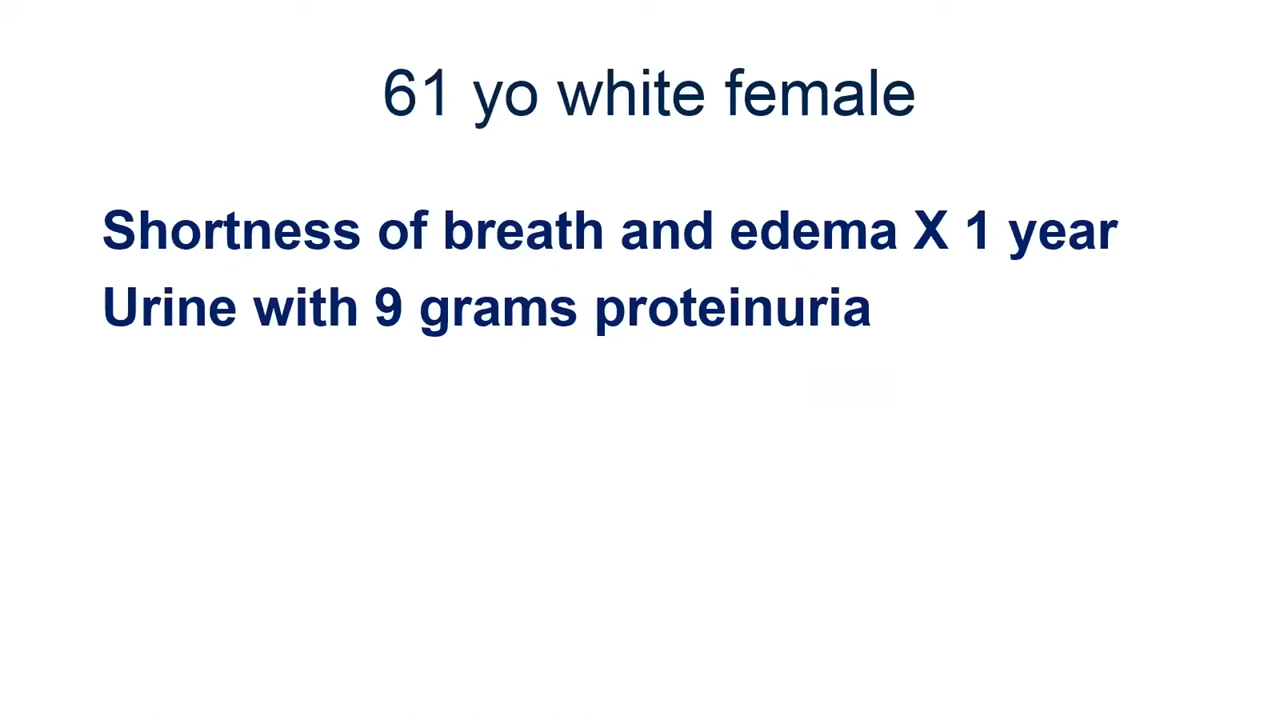 61 yo white female
Shortness of breath and edema X 1 year
Urine with 9 grams proteinuria